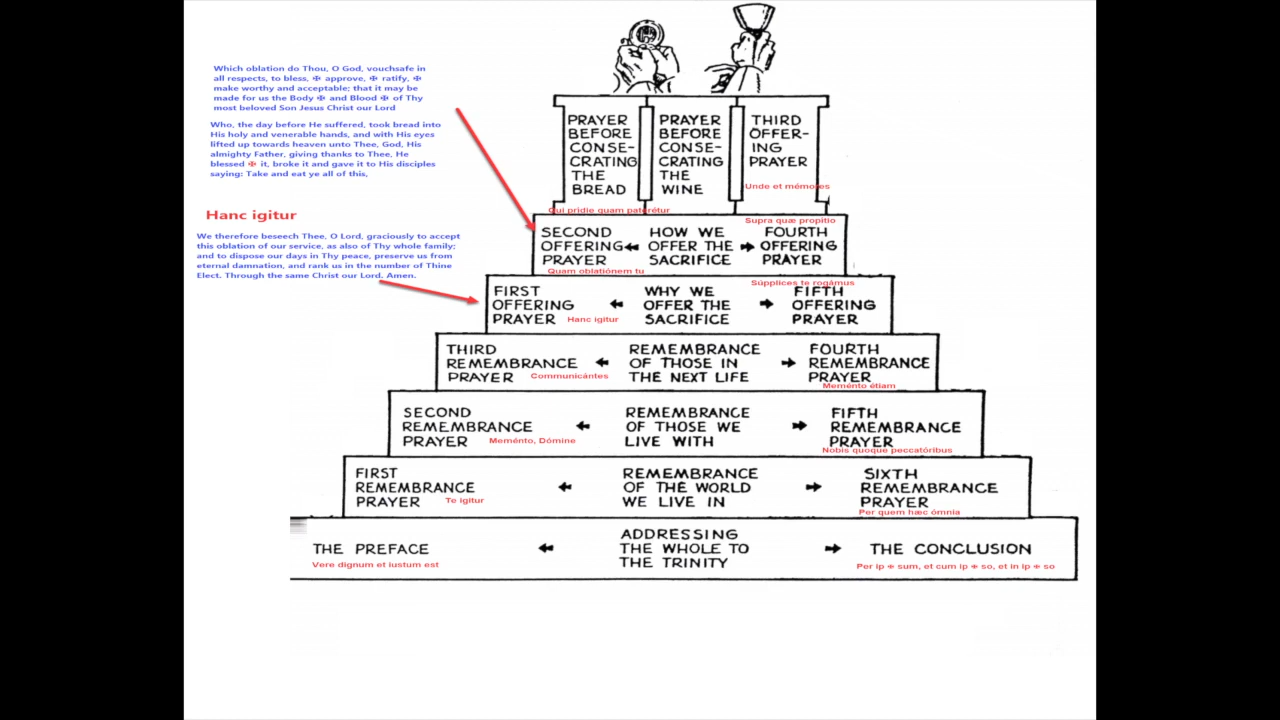 Which oblation do Thou, O God, vouchsafe in
all respects, to bless, ✠ approve, ✠ ratify, ✠
make worthy and acceptable; that it may be
made for us the Body ✠ and Blood ✠ of Thy
most beloved Son Jesus Christ our Lord
Who, the day before He suffered, took bread into
His holy and venerable hands, and with His eyes
lifted up towards heaven unto Thee, God, His
almighty Father, giving thanks to Thee, He
blessed ✠ it, broke it and gave it to His disciples
saying: Take and eat ye all of this,
Hanc igitur
We therefore beseech Thee, O Lord, graciously to accept
this oblation of our service, as also of Thy whole family;
and to dispose our days in Thy peace, preserve us from
eternal damnation, and rank us in the number of Thine
Elect. Through the same Christ our Lord. Amen.
PRAYER
BEFORE
CONSE-
CRATING
THE
BREAD
Qui pridie quam paterétur
PRAYER
BEFORE
CONSE-
CRATING
THE
WINE
THIRD
OFFER-
ING
PRAYER
Unde et mémores
SECOND
OFFERING
PRAYER
Quam oblatiónem tu
HOW WE
OFFER THE
SACRIFICE
Supra quæ propitio
FOURTH
OFFERING
PRAYER
FIRST
OFFERING
PRAYER Hanc igitur
WHY WE
OFFER THE
SACRIFICE
Súpplices te rogámus
FIFTH
OFFERING
PRAYER
THIRD
REMEMBRANCE
PRAYER Communicántes
REMEMBRANCE
OF THOSE IN
THE NEXT LIFE
FOURTH
REMEMBRANCE
PRAYER
Meménto étiam
SECOND
REMEMBRANCE
PRAYER Meménto, Dómine
REMEMBRANCE
OF THOSE WE
LIVE WITH
FIFTH
REMEMBRANCE
PRAYER
Nobis quoque peccatóribus
FIRST
REMEMBRANCE
PRAYER Te igitur
REMEMBRANCE
OF THE WORLD
WE LIVE IN
SIXTH
REMEMBRANCE
PRAYER
Per quem hæc ómnia
THE PREFACE
Vere dignum et iustum est
ADDRESSING
THE WHOLE TO
THE TRINITY
THE CONCLUSION
Per ip ✠ sum, et cum ip ✠ so, et in ip ✠ so